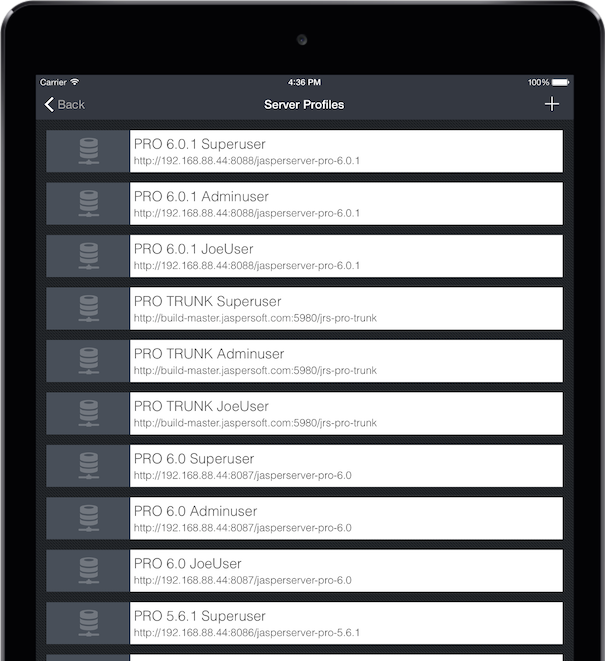 Carrier 4:36 PM 100%
Back Server Profiles
PRO 6.0.1 Superuser
http://192.168.88.44:8088/jasperserver-pro-6.0.1
PRO 6.0.1 Adminuser
http://192.168.88.44:8088/jasperserver-pro-6.0.1
PRO 6.0.1 JoeUser
http://192.168.88.44:8088/jasperserver-pro-6.0.1
PRO TRUNK Superuser
http://build-master.jaspersoft.com:5980/jrs-pro-trunk
PRO TRUNK Adminuser
http://build-master.jaspersoft.com:5980/jrs-pro-trunk
PRO TRUNK JoeUser
http://build-master.jaspersoft.com:5980/jrs-pro-trunk
PRO 6.0 Superuser
http://192.168.88.44:8087/jasperserver-pro-6.0
PRO 6.0 Adminuser
http://192.168.88.44:8087/jasperserver-pro-6.0
PRO 6.0 JoeUser
http://192.168.88.44:8087/jasperserver-pro-6.0
PRO 5.6.1 Superuser
http://192.168.88.44:8086/jasperserver-pro-5.6.1